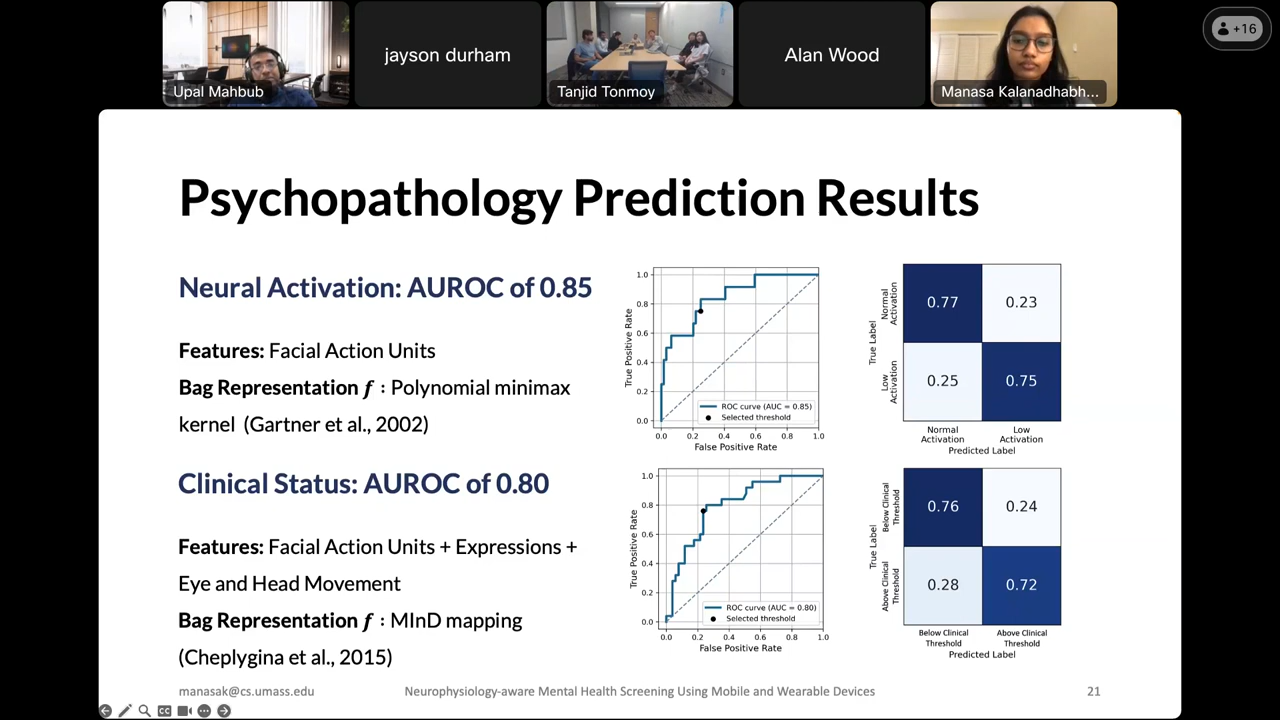 Upal Mahbub
jayson durham
Tanjid Tonmoy
Alan Wood
Manasa Kalanadhabh...
+16
Psychopathology Prediction Results
Neural Activation: AUROC of 0.85
Features: Facial Action Units
Bag Representation f : Polynomial minimax
kernel (Gartner et al., 2002)
True Positive Rate
1.0
0.8
0.6
0.4
0.2
0.0
ROC curve (AUC = 0.85)
Selected threshold
0.0 0.2 0.4 0.6 0.8 1.0
False Positive Rate
True Label
Normal
Activation
Low
Activation
0.77 0.23
0.25 0.75
Normal
Activation
Low
Activation
Predicted Label
Clinical Status: AUROC of 0.80
Features: Facial Action Units + Expressions +
Eye and Head Movement
Bag Representation f : MInD mapping
(Cheplygina et al., 2015)
True Positive Rate
1.0
0.8
0.6
0.4
0.2
0.0
ROC curve (AUC = 0.80)
Selected threshold
0.0 0.2 0.4 0.6 0.8 1.0
False Positive Rate
True Label
Below Clinical
Threshold
Above Clinical
Threshold
0.76 0.24
0.28 0.72
Below Clinical
Threshold
Above Clinical
Threshold
Predicted Label
manasak@cs.umass.edu
Neurophysiology-aware Mental Health Screening Using Mobile and Wearable Devices
21
CC